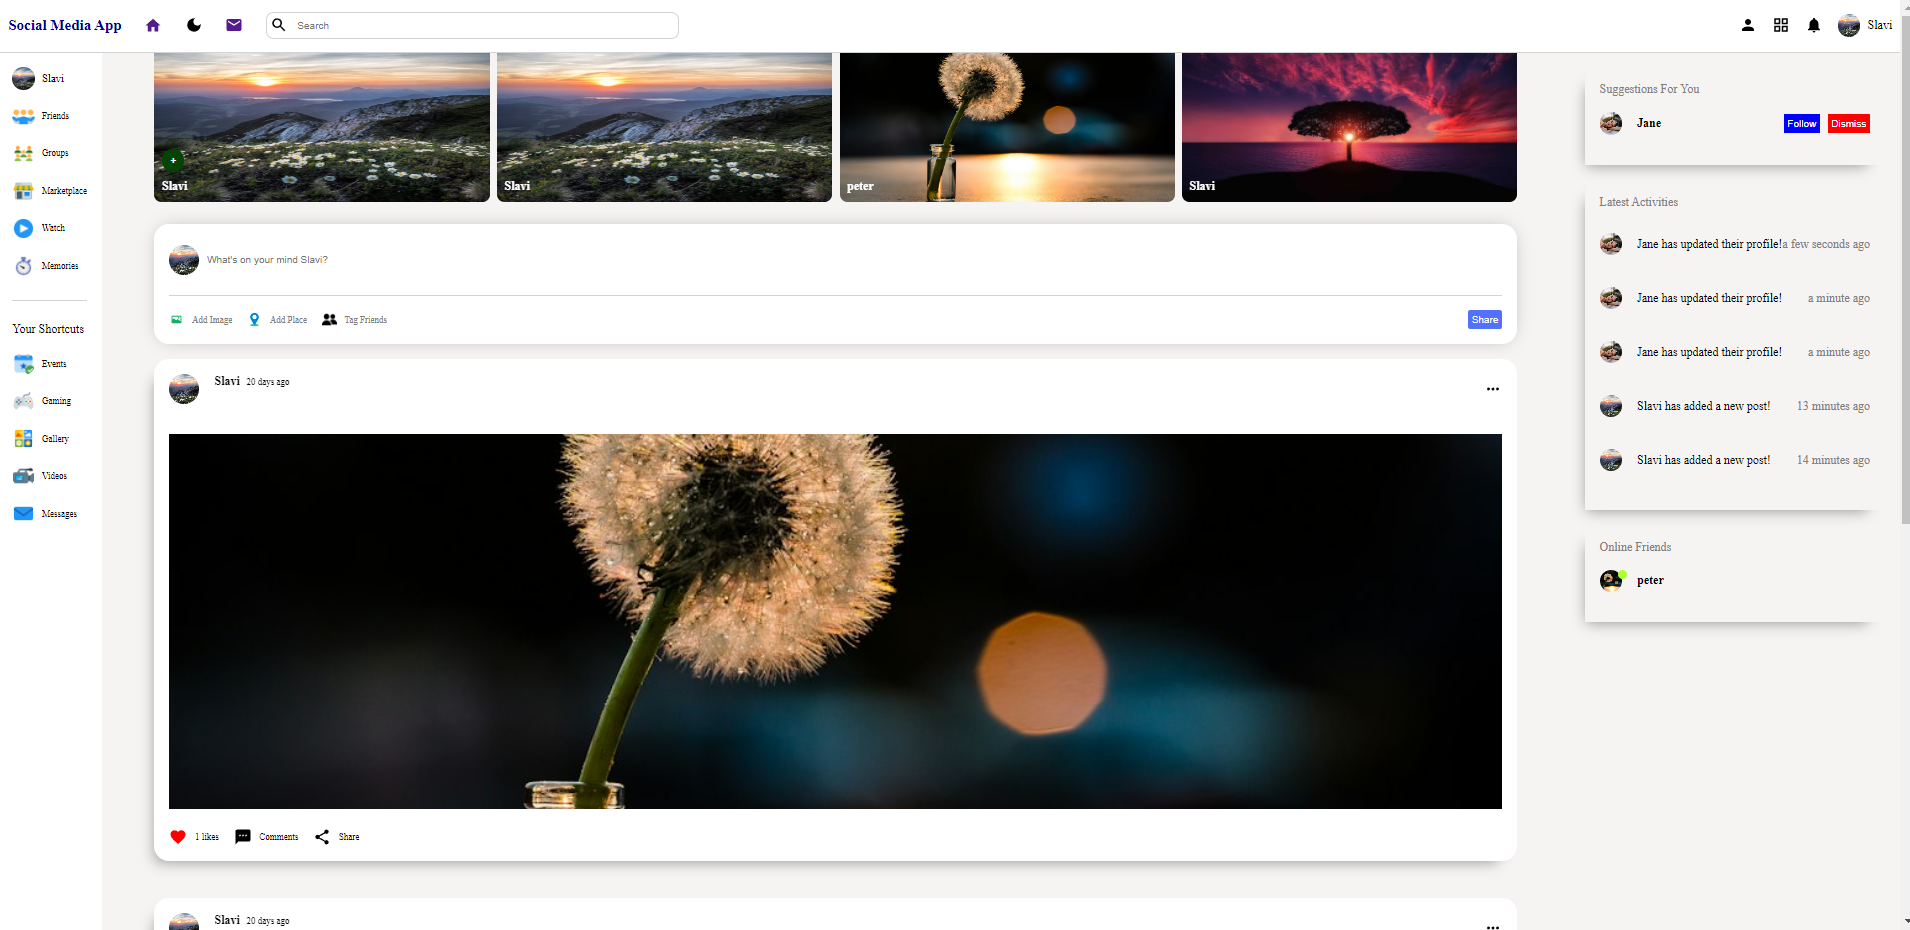 Social Media App
Search
Slavi
Slavi
Friends
Groups
Marketplace
Watch
Memories
Your Shortcuts
Events
Gaming
Gallery
Videos
Messages
+
Slavi
Slavi
peter
Slavi
What's on your mind Slavi?
Add Image Add Place Tag Friends Share
Slavi 20 days ago
1 likes Comments Share
Slavi 20 days ago
Suggestions For You
Jane Follow Dismiss
Latest Activities
Jane has updated their profile!a few seconds ago
Jane has updated their profile! a minute ago
Jane has updated their profile! a minute ago
Slavi has added a new post! 13 minutes ago
Slavi has added a new post! 14 minutes ago
Online Friends
peter